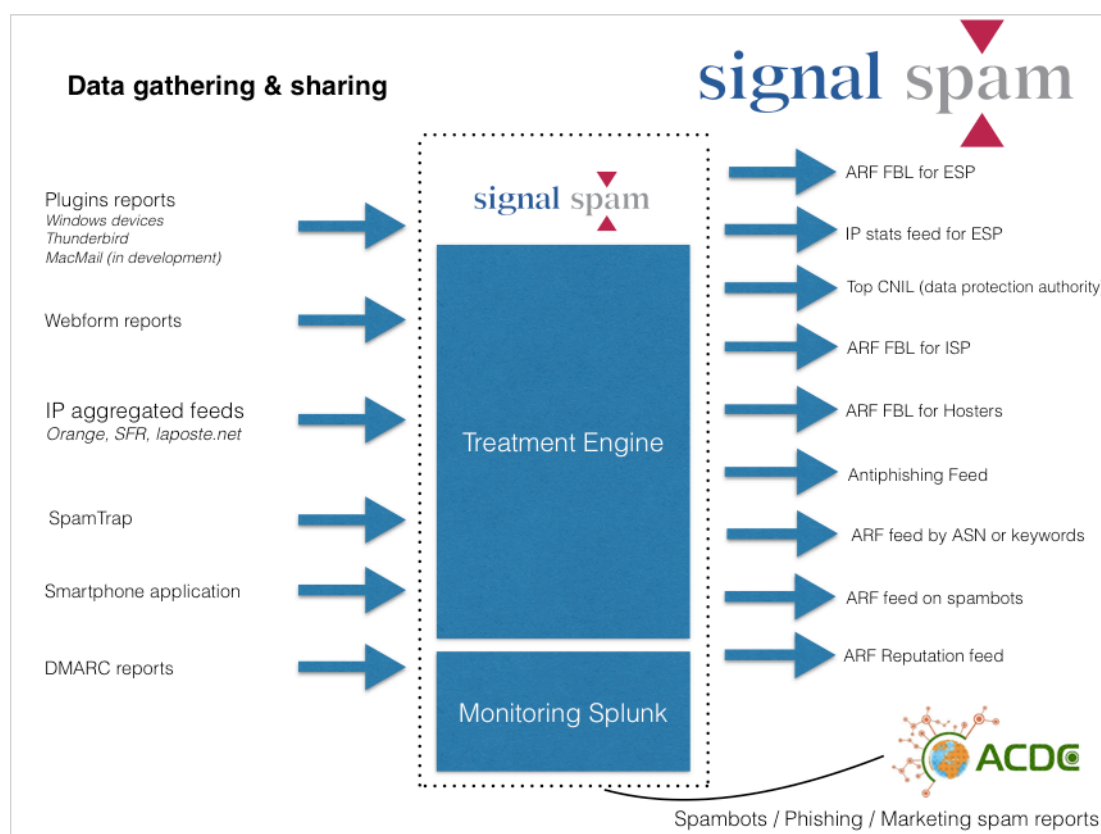 Data gathering & sharing
signal spam
Plugins reports
Windows devices
Thunderbird
MacMail (in development)
Webform reports
IP aggregated feeds
Orange, SFR, laposte.net
SpamTrap
Smartphone application
DMARC reports
signal spam
Treatment Engine
Monitoring Splunk
ARF FBL for ESP
IP stats feed for ESP
Top CNIL (data protection authority
ARF FBL for ISP
ARF FBL for Hosters
Antiphishing Feed
ARF feed by ASN or keywords
ARF feed on spambots
ARF Reputation feed
ACDC
Spambots / Phishing / Marketing spam reports